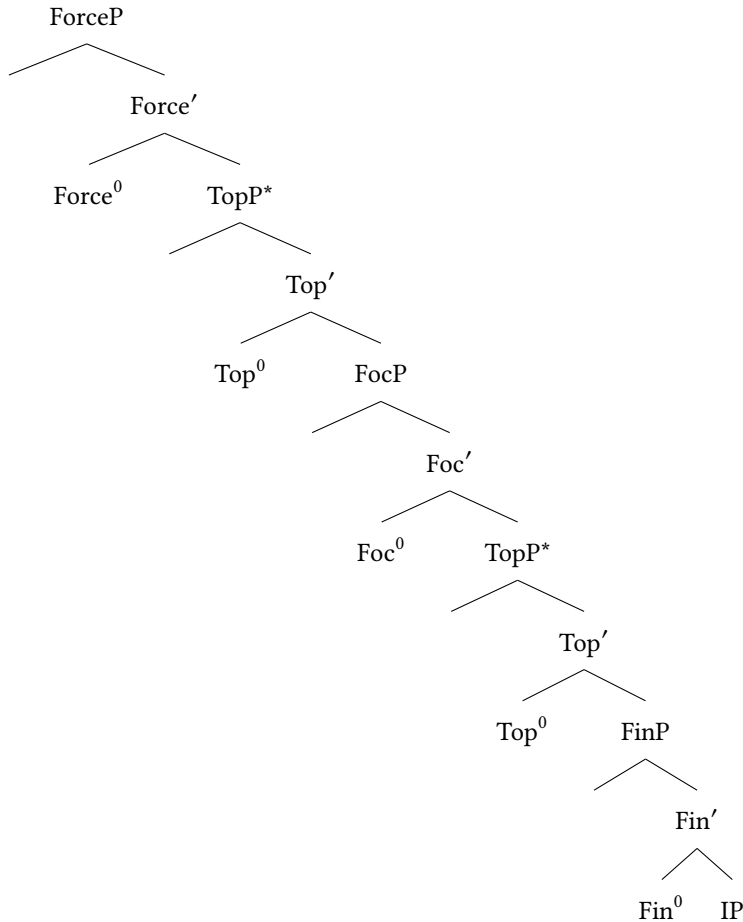 ForceP
Force′
Force⁰ TopP*
Top′
Top⁰ FocP
Foc′
Foc⁰ TopP*
Top′
Top⁰ FinP
Fin′
Fin⁰ IP